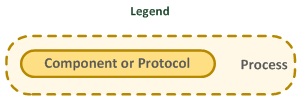 Legend
Component or Protocol
Process